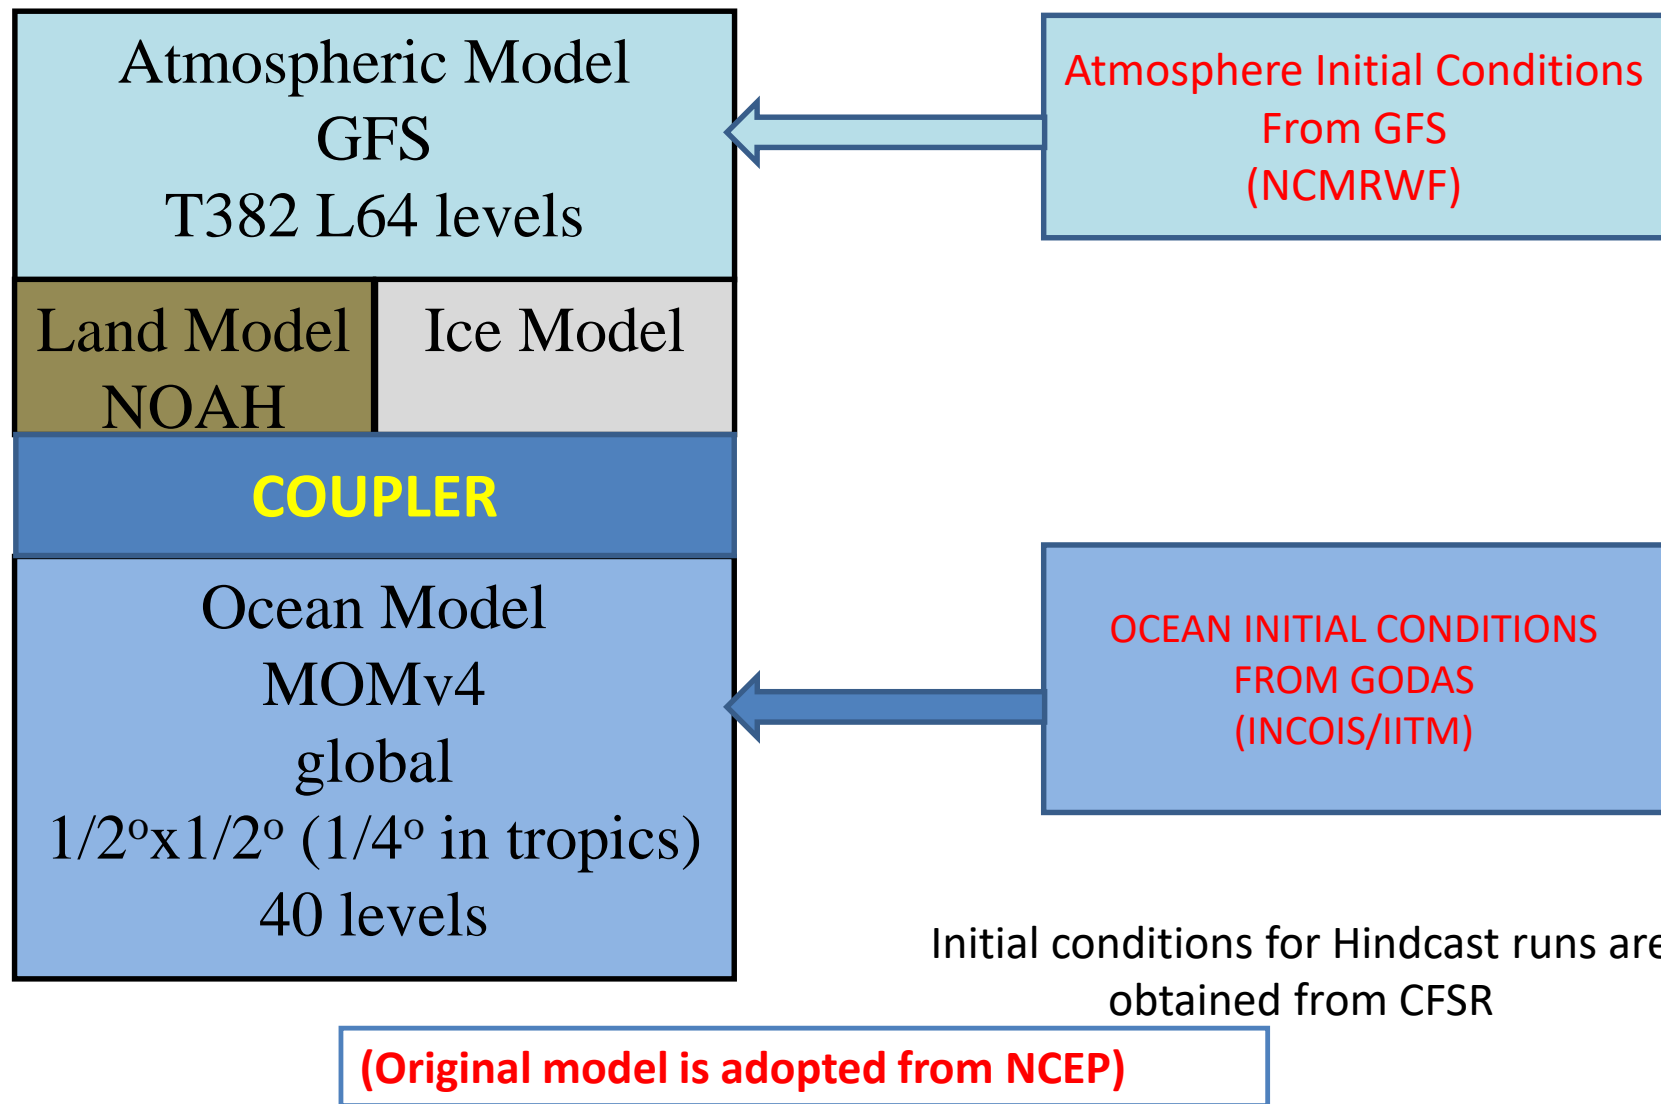 Atmospheric Model
GFS
T382 L64 levels
Land Model
NOAH
Ice Model
COUPLER
Ocean Model
MOMv4
global
1/2ºx1/2º (1/4º in tropics)
40 levels
Atmosphere Initial Conditions
From GFS
(NCMRWF)
OCEAN INITIAL CONDITIONS
FROM GODAS
(INCOIS/IITM)
Initial conditions for Hindcast runs are
obtained from CFSR
(Original model is adopted from NCEP)